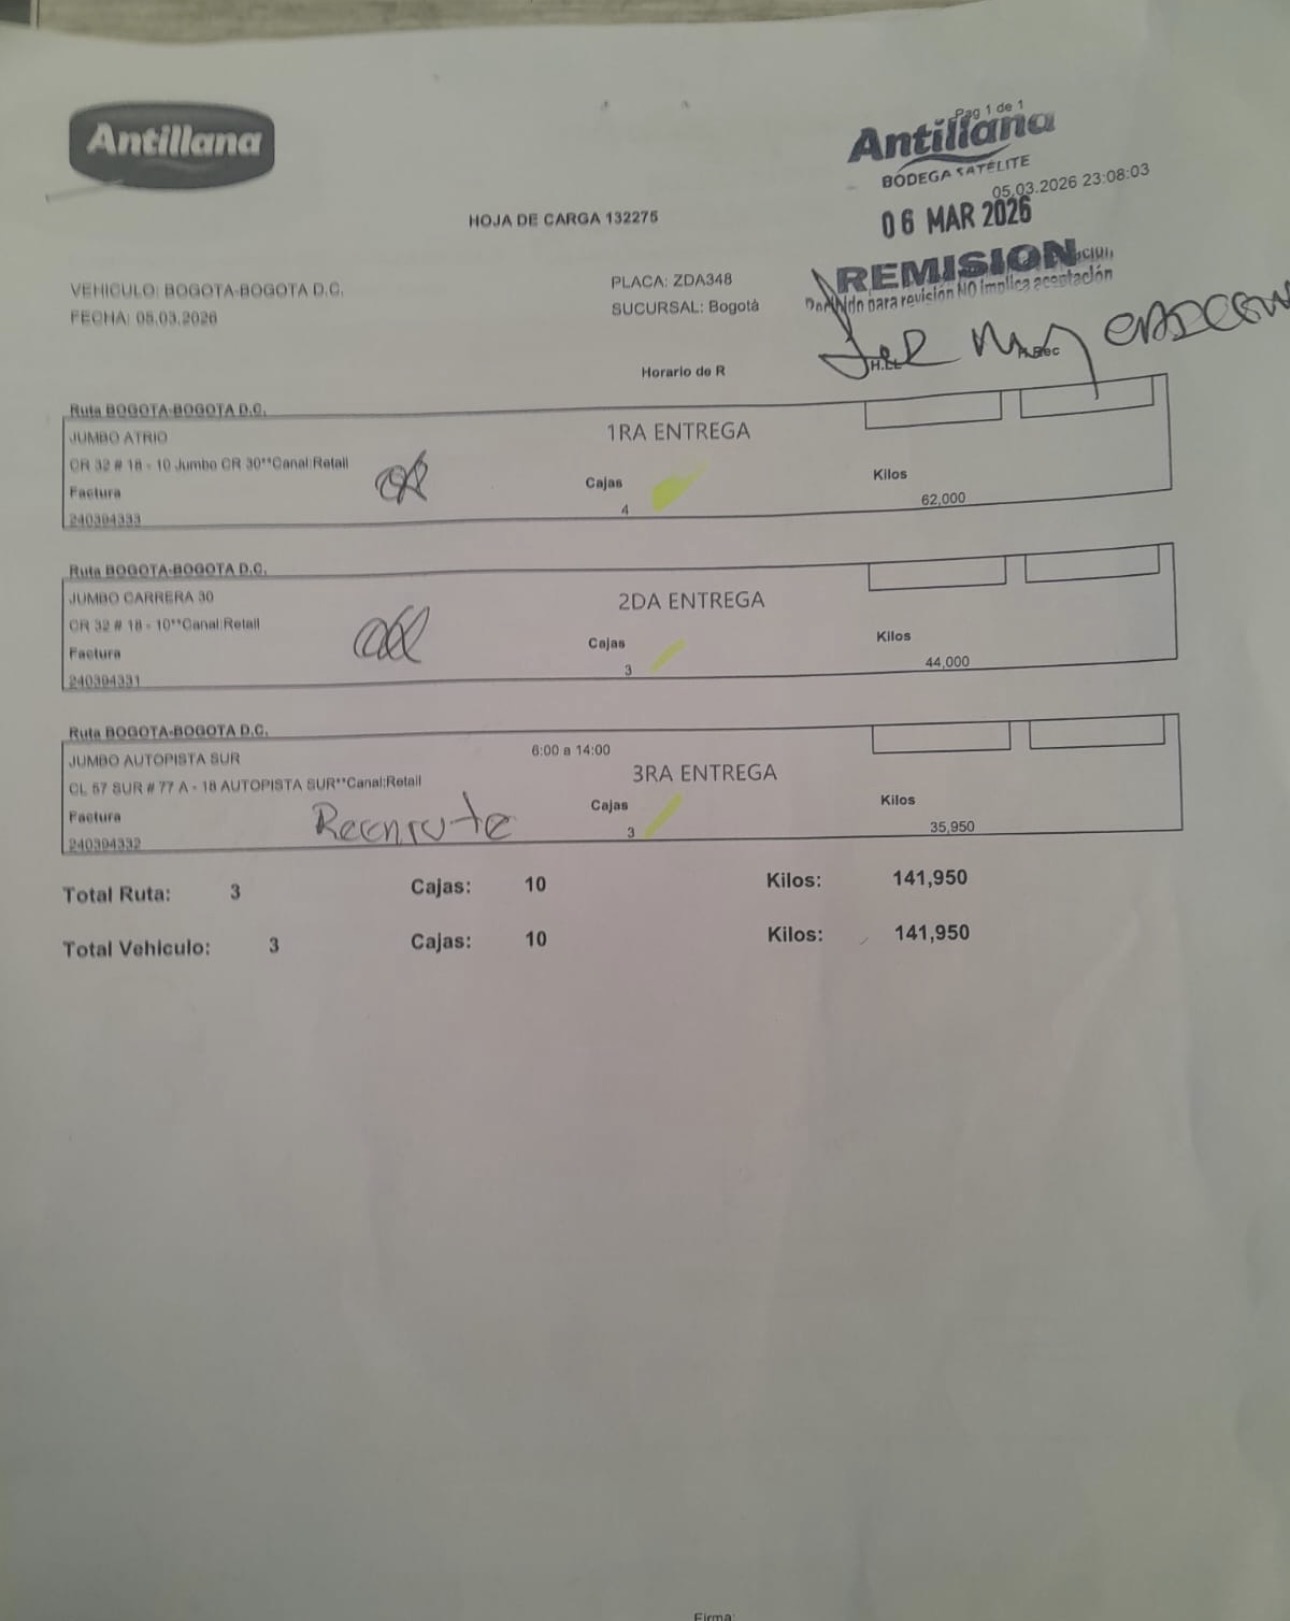 Antillana
Pag 1 de 1
Antillana
BODEGA SATÉLITE
05.03.2026 23:08:03
06 MAR 2026
HOJA DE CARGA 132275
REMISION
para revisión NO implica aceptación
VEHICULO: BOGOTA-BOGOTA D.C.
PLACA: ZDA348
FECHA: 05.03.2026
SUCURSAL: Bogotá
Horario de R
Ruta BOGOTA-BOGOTA D.C.
JUMBO ATRIO
1RA ENTREGA
CR 32 # 18 - 10 Jumbo CR 30**Canal:Retail
Factura
Cajas
Kilos
240394333
4
62,000
Ruta BOGOTA-BOGOTA D.C.
JUMBO CARRERA 30
2DA ENTREGA
CR 32 # 18 - 10**Canal:Retail
Factura
Cajas
Kilos
240394331
3
44,000
Ruta BOGOTA-BOGOTA D.C.
JUMBO AUTOPISTA SUR
6:00 a 14:00
3RA ENTREGA
CL 57 SUR # 77 A - 18 AUTOPISTA SUR**Canal:Retail
Factura
Reenrute
Cajas
Kilos
240394332
3
35,950
Total Ruta: 3 Cajas: 10 Kilos: 141,950
Total Vehiculo: 3 Cajas: 10 Kilos: 141,950
Firma: